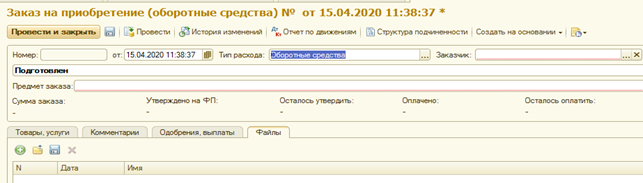 Заказ на приобретение (оборотные средства) № от 15.04.2020 11:38:37 *
Провести и закрыть Провести История изменений Дт Кт Отчет по движениям Структура подчиненности Создать на основании
Номер: от: 15.04.2020 11:38:37 Тип расхода: Оборотные средства ... Заказчик: ... ×
Подготовлен
Предмет заказа:
Сумма заказа: Утверждено на ФП: Осталось утвердить: Оплачено: Осталось оплатить:
- - - - -
Товары, услуги Комментарии Одобрения, выплаты Файлы
N Дата Имя